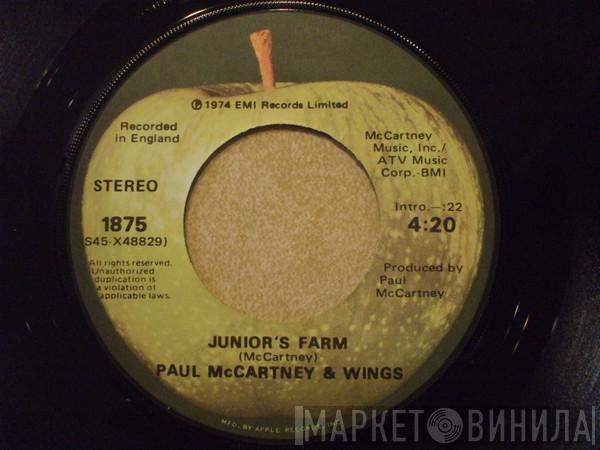 ℗ 1974 EMI Records Limited
Recorded
in England
McCartney
Music, Inc./
ATV Music
Corp.-BMI
STEREO
Intro.—:22
1875
4:20
(S45-X48829)
All rights reserved.
Unauthorized
duplication is
a violation of
applicable laws.
Produced by
Paul
McCartney
JUNIOR'S FARM
(McCartney)
PAUL McCARTNEY & WINGS
MFD. BY APPLE RECORDS, INC.
МАРКЕТ ВИНИЛА